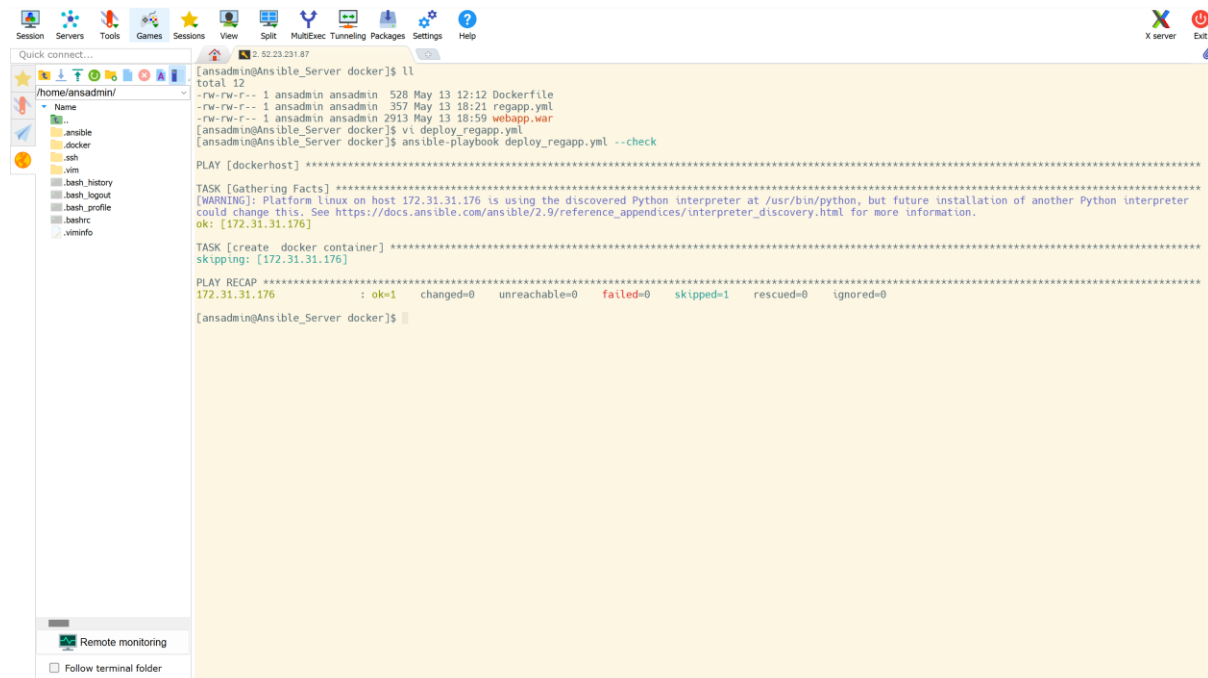 Session Servers Tools Games Sessions View Split MultiExec Tunneling Packages Settings Help X server Exit
Quick connect...
2. 52.23.231.87
/home/ansadmin/
Name
..
.ansible
.docker
.ssh
.vim
.bash_history
.bash_logout
.bash_profile
.bashrc
.viminfo
Remote monitoring
Follow terminal folder
[ansadmin@Ansible_Server docker]$ ll
total 12
-rw-rw-r-- 1 ansadmin ansadmin  528 May 13 12:12 Dockerfile
-rw-rw-r-- 1 ansadmin ansadmin  357 May 13 18:21 regapp.yml
-rw-rw-r-- 1 ansadmin ansadmin 2913 May 13 18:59 webapp.war
[ansadmin@Ansible_Server docker]$ vi deploy_regapp.yml
[ansadmin@Ansible_Server docker]$ ansible-playbook deploy_regapp.yml --check
PLAY [dockerhost] ******************************************************************************************************************************************************
TASK [Gathering Facts] *************************************************************************************************************************************************
[WARNING]: Platform linux on host 172.31.31.176 is using the discovered Python interpreter at /usr/bin/python, but future installation of another Python interpreter
could change this. See https://docs.ansible.com/ansible/2.9/reference_appendices/interpreter_discovery.html for more information.
ok: [172.31.31.176]
TASK [create  docker container] ****************************************************************************************************************************************
skipping: [172.31.31.176]
PLAY RECAP *************************************************************************************************************************************************************
172.31.31.176              : ok=1    changed=0    unreachable=0    failed=0    skipped=1    rescued=0    ignored=0
[ansadmin@Ansible_Server docker]$